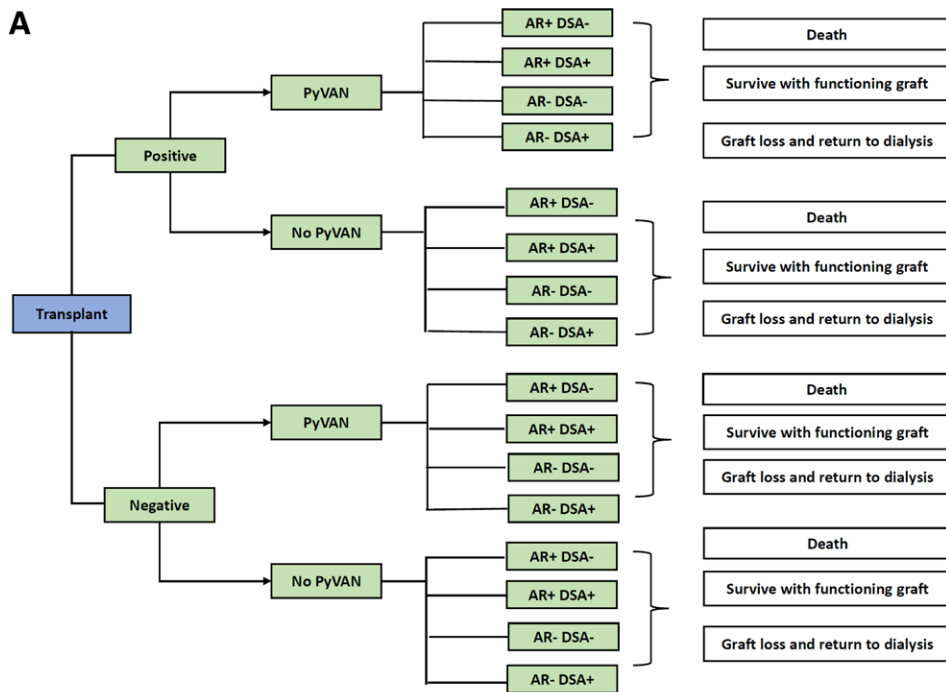 A
Transplant
Positive
Negative
PyVAN
No PyVAN
PyVAN
No PyVAN
AR+ DSA-
AR+ DSA+
AR- DSA-
AR- DSA+
AR+ DSA-
AR+ DSA+
AR- DSA-
AR- DSA+
AR+ DSA-
AR+ DSA+
AR- DSA-
AR- DSA+
AR+ DSA-
AR+ DSA+
AR- DSA-
AR- DSA+
Death
Survive with functioning graft
Graft loss and return to dialysis
Death
Survive with functioning graft
Graft loss and return to dialysis
Death
Survive with functioning graft
Graft loss and return to dialysis
Death
Survive with functioning graft
Graft loss and return to dialysis